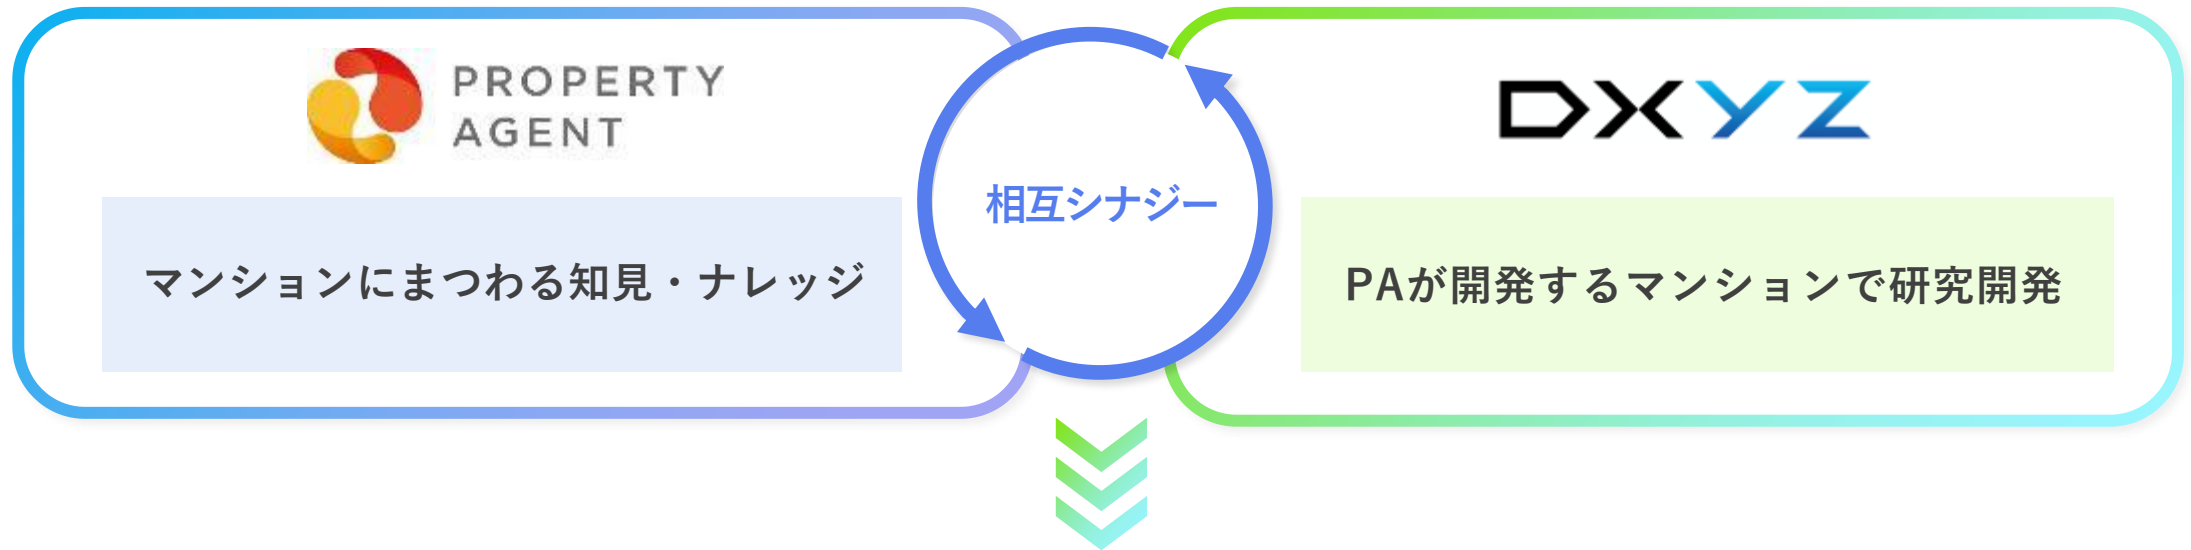 PROPERTY
AGENT
マンションにまつわる知見・ナレッジ
相互シナジー
DXYZ
PAが開発するマンションで研究開発